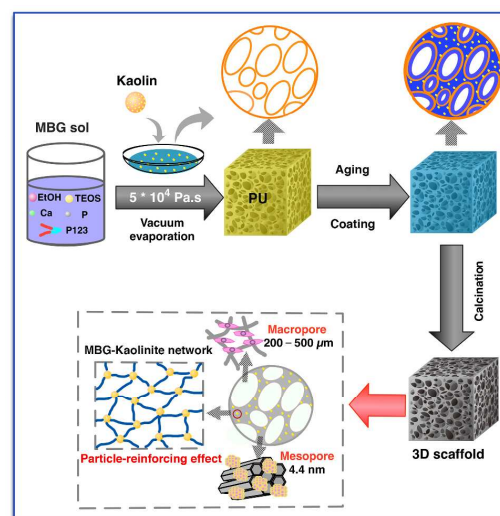 Kaolin
MBG sol
EtOH
TEOS
Ca
P
P123
5 * 10⁴ Pa.s
Vacuum
evaporation
PU
Aging
Coating
Calcination
3D scaffold
Macropore
200 – 500 μm
MBG-Kaolinite network
Particle-reinforcing effect
Mesopore
4.4 nm